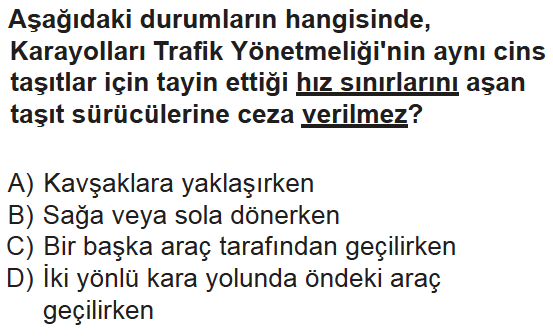 Aşağıdaki durumların hangisinde,
Karayolları Trafik Yönetmeliği'nin aynı cins
taşıtlar için tayin ettiği hız sınırlarını aşan
taşıt sürücülerine ceza verilmez?
A) Kavşaklara yaklaşırken
B) Sağa veya sola dönerken
C) Bir başka araç tarafından geçilirken
D) İki yönlü kara yolunda öndeki araç
geçilirken